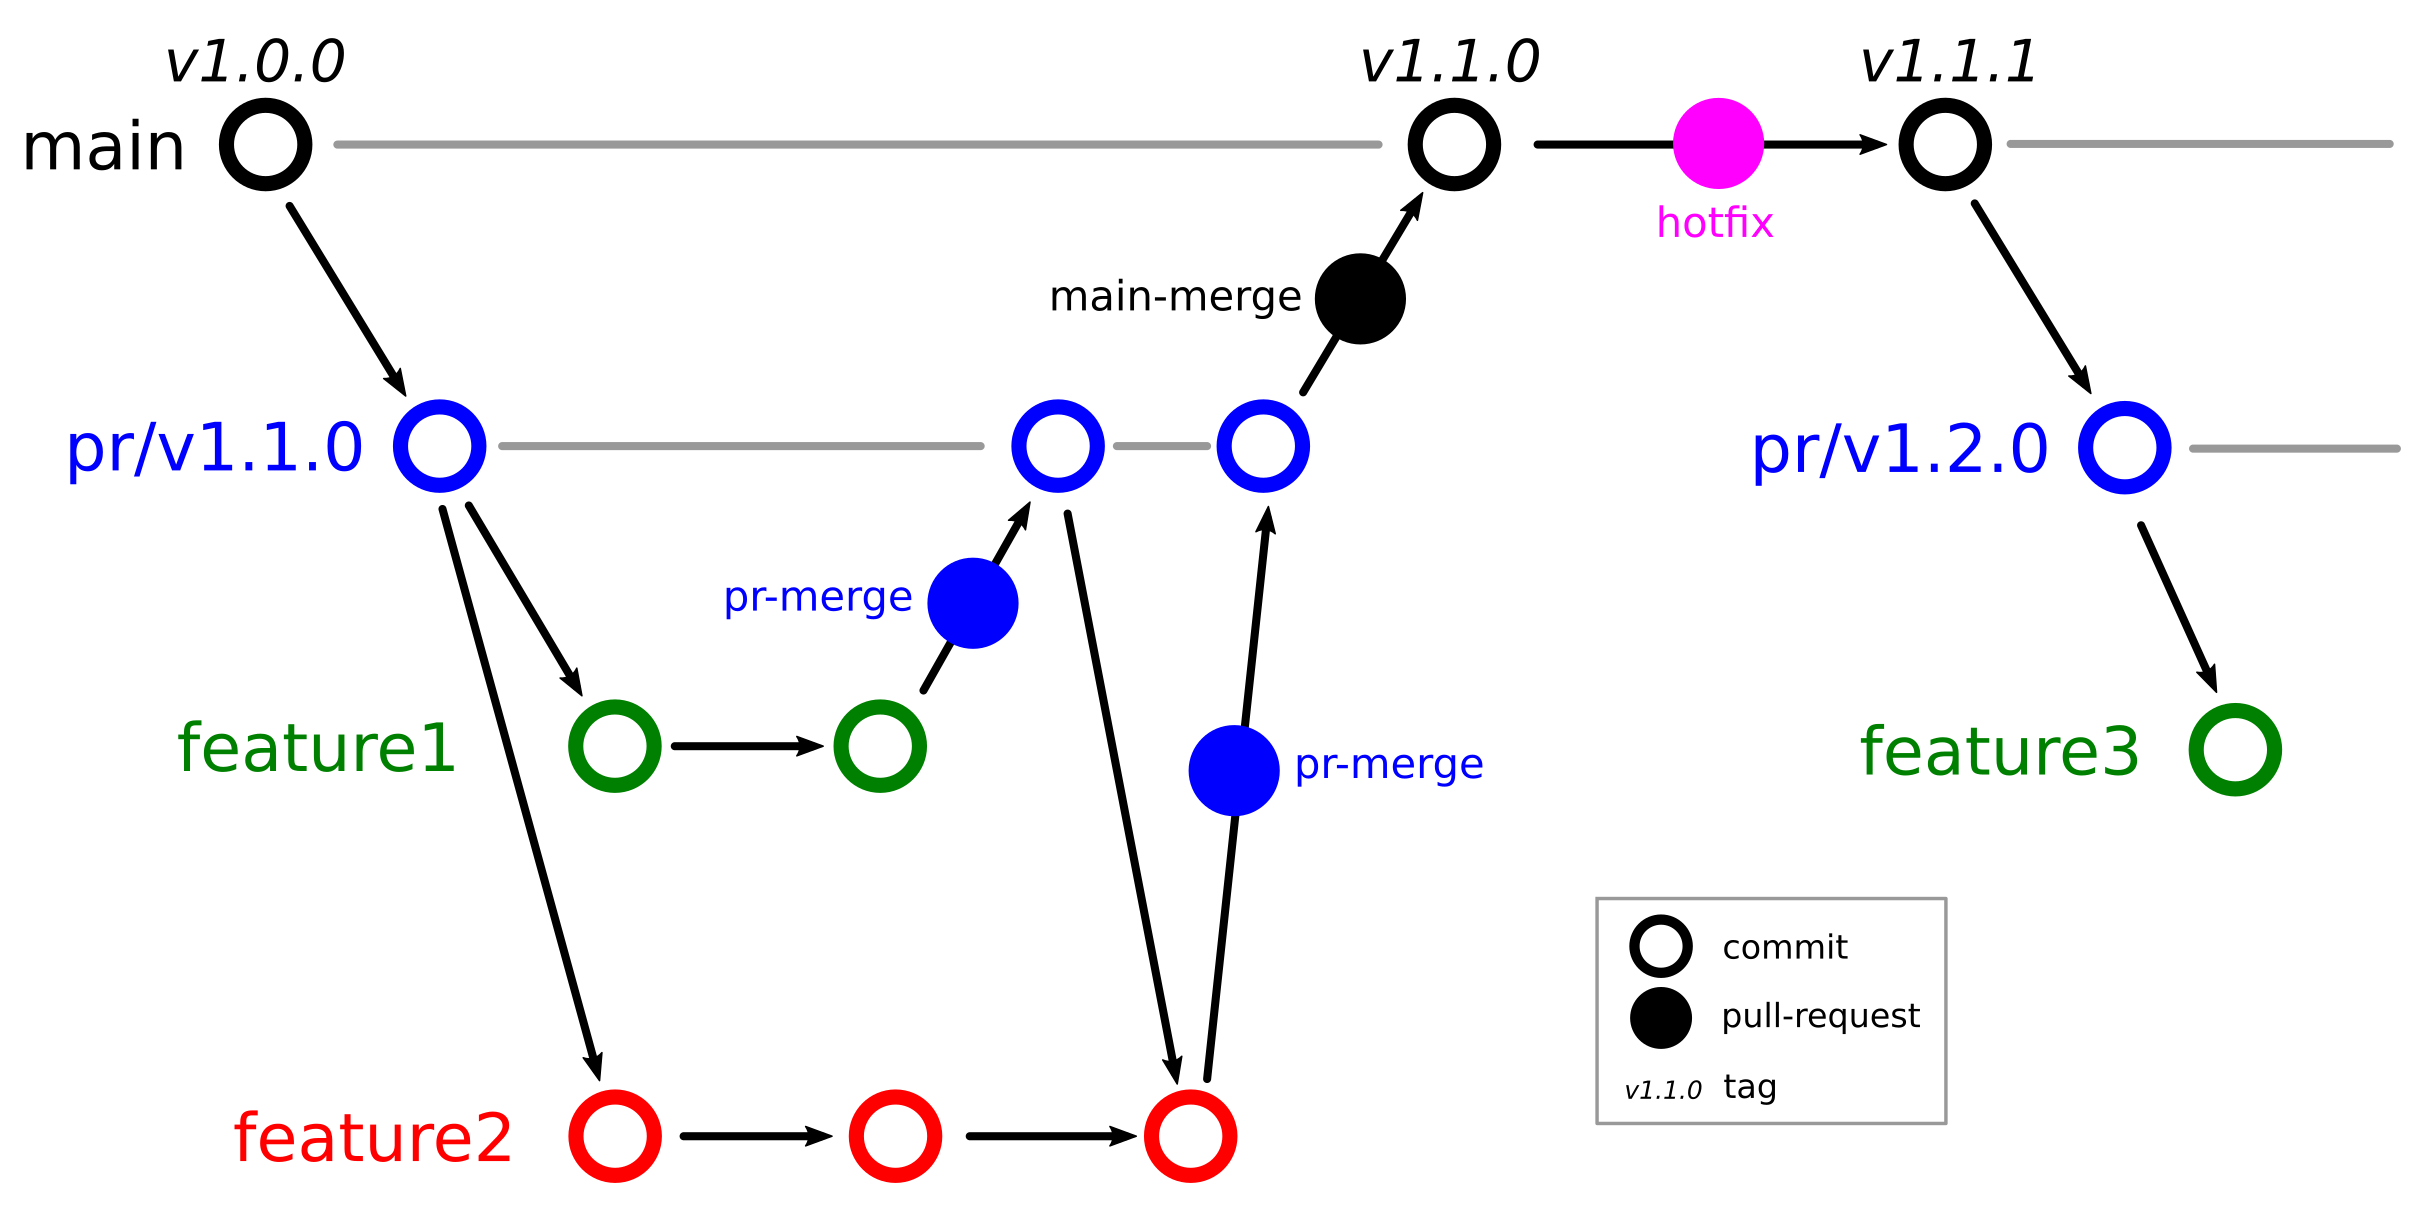 v1.0.0
v1.1.0
v1.1.1
main
hotfix
main-merge
pr/v1.1.0
pr/v1.2.0
pr-merge
feature1
pr-merge
feature3
commit
pull-request
v1.1.0 tag
feature2